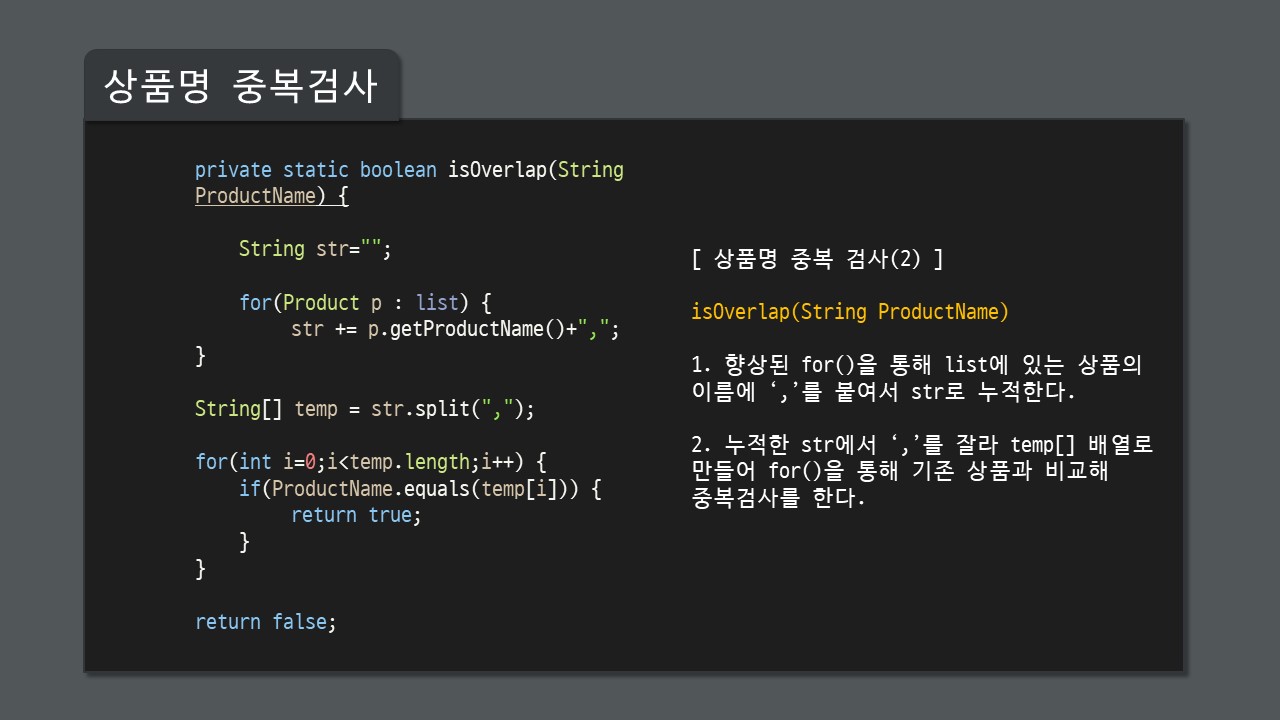 상품명 중복검사
private static boolean isOverlap(String
ProductName) {
String str="";
for(Product p : list) {
str += p.getProductName()+",";
}
String[] temp = str.split(",");
for(int i=0;i<temp.length;i++) {
if(ProductName.equals(temp[i])) {
return true;
}
}
return false;
[ 상품명 중복 검사(2) ]
isOverlap(String ProductName)
1. 향상된 for()을 통해 list에 있는 상품의
이름에 ‘,’를 붙여서 str로 누적한다.
2. 누적한 str에서 ‘,’를 잘라 temp[] 배열로
만들어 for()을 통해 기존 상품과 비교해
중복검사를 한다.